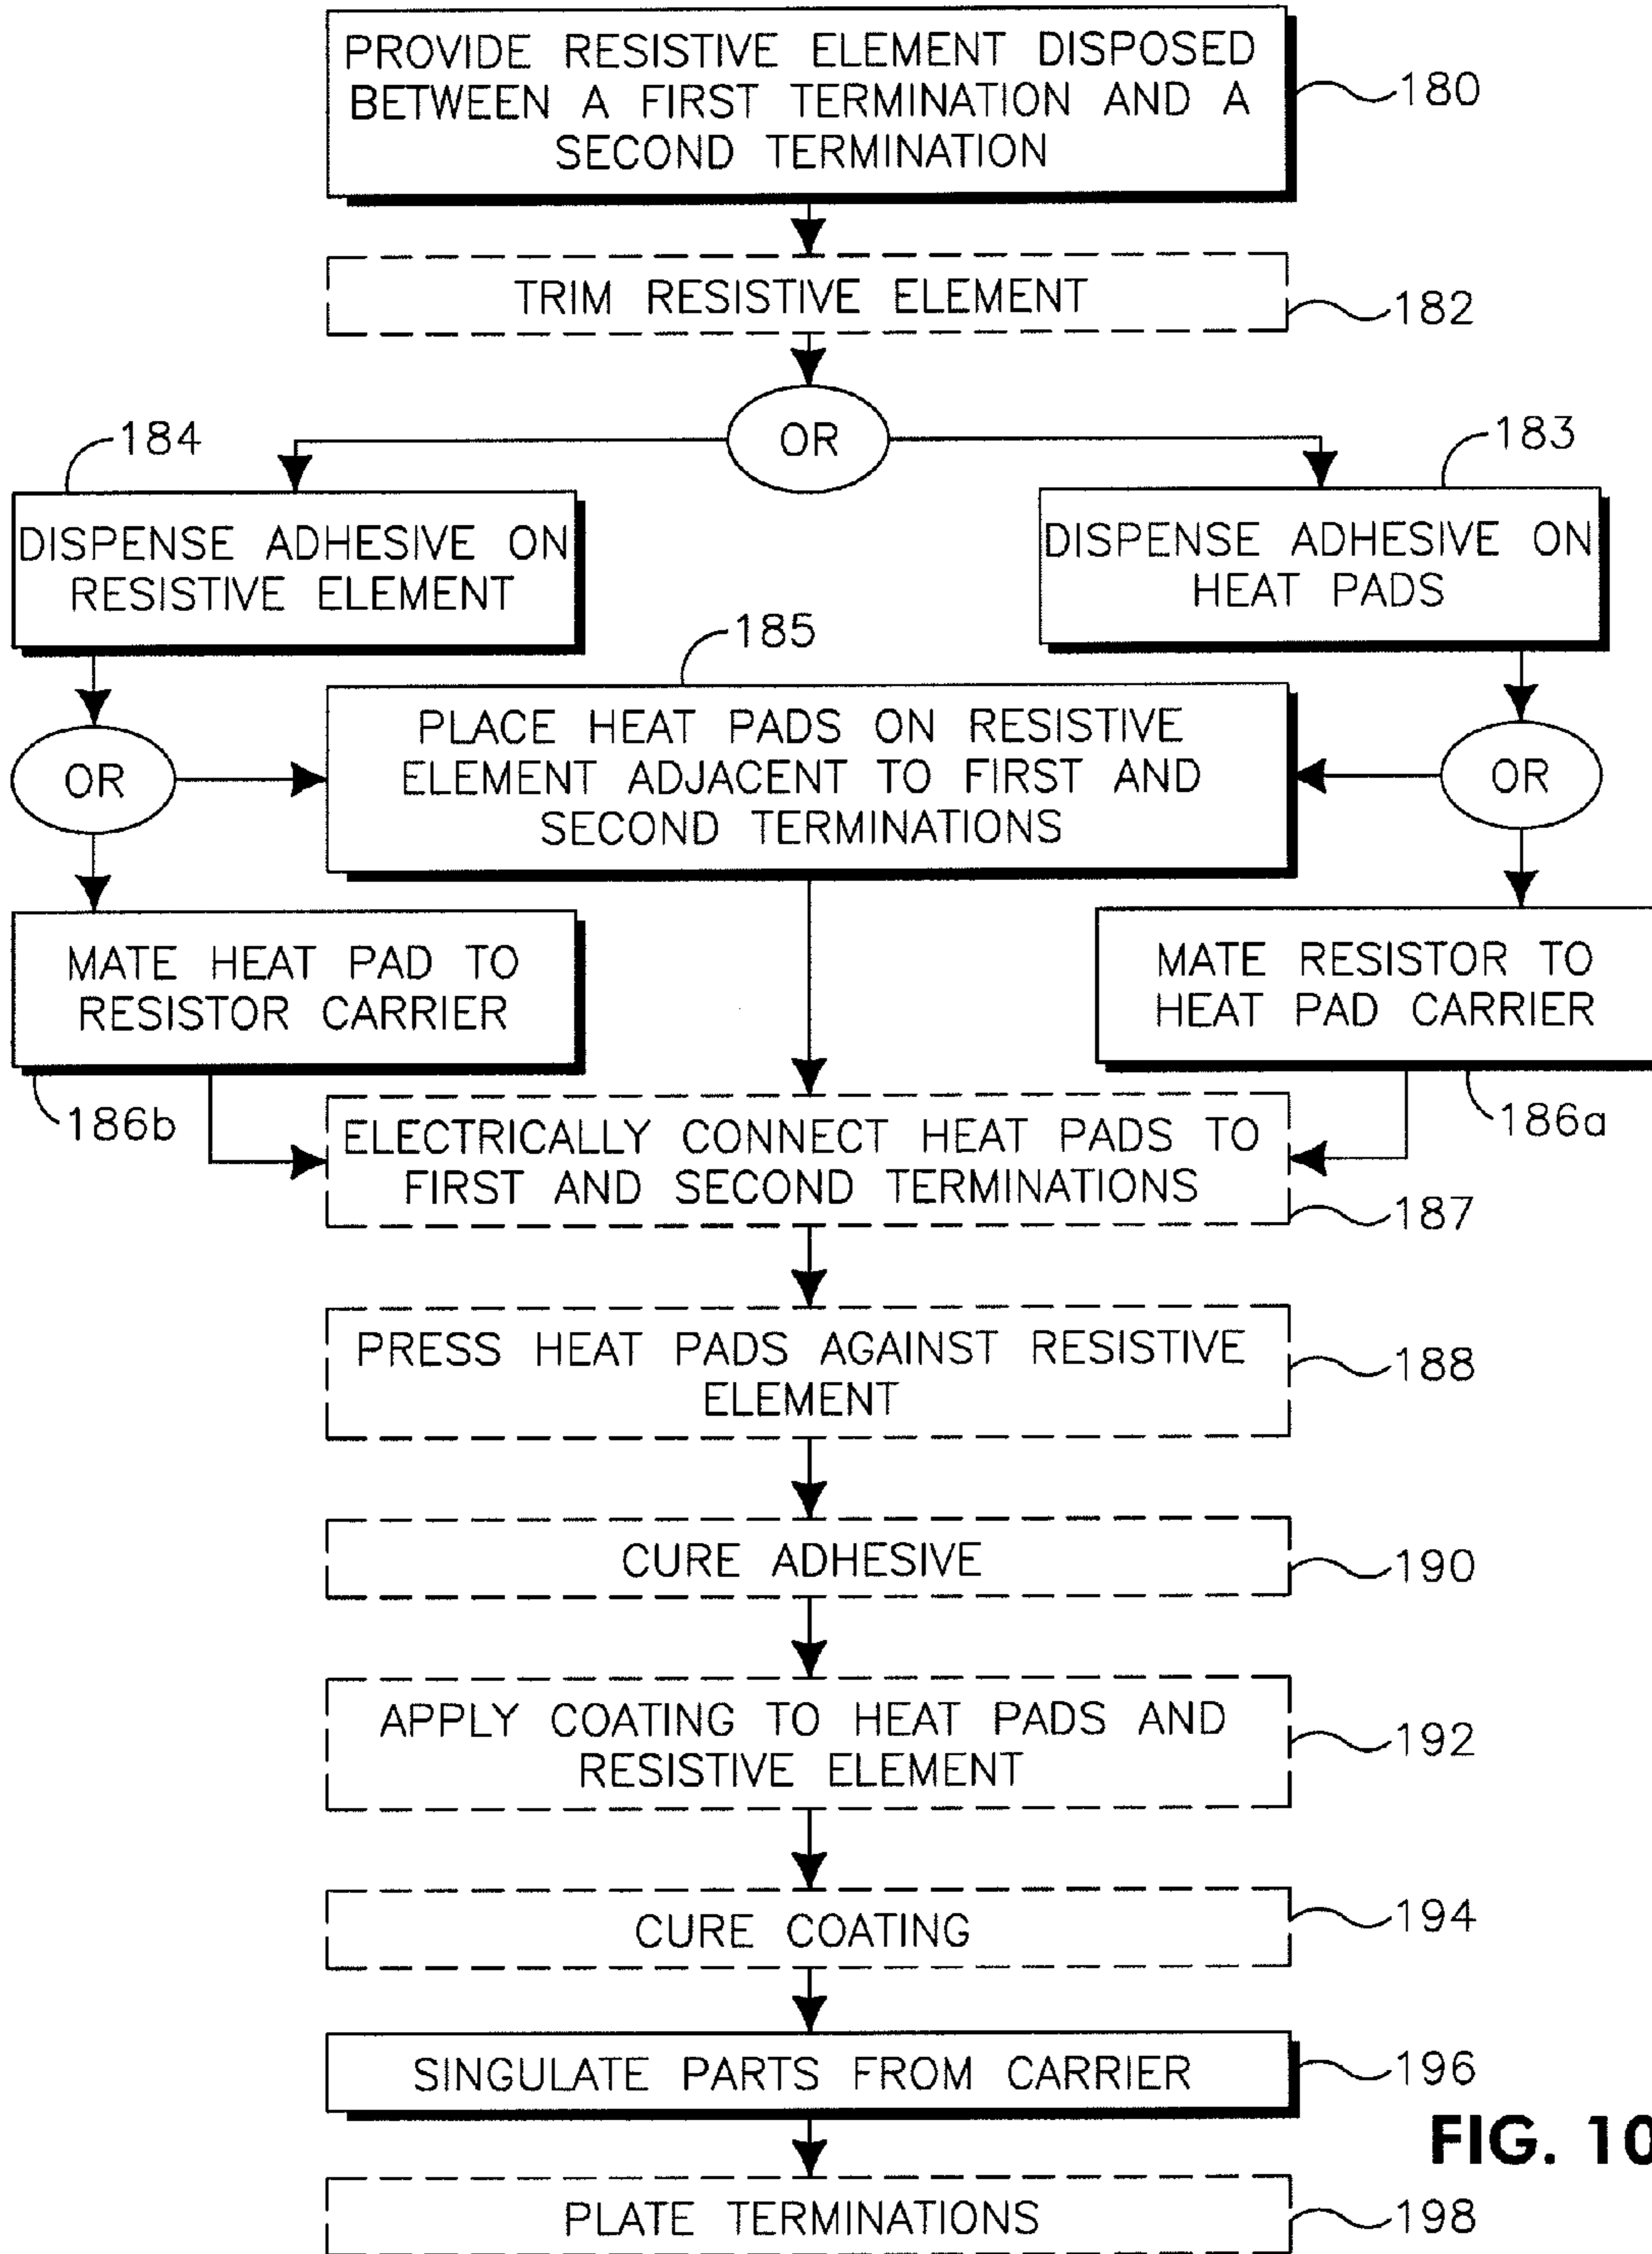 PROVIDE RESISTIVE ELEMENT DISPOSED
BETWEEN A FIRST TERMINATION AND A
SECOND TERMINATION
180
TRIM RESISTIVE ELEMENT
182
OR
184
183
DISPENSE ADHESIVE ON
RESISTIVE ELEMENT
DISPENSE ADHESIVE ON
HEAT PADS
185
OR
PLACE HEAT PADS ON RESISTIVE
ELEMENT ADJACENT TO FIRST AND
SECOND TERMINATIONS
OR
MATE HEAT PAD TO
RESISTOR CARRIER
MATE RESISTOR TO
HEAT PAD CARRIER
186b
186a
ELECTRICALLY CONNECT HEAT PADS TO
FIRST AND SECOND TERMINATIONS
187
PRESS HEAT PADS AGAINST RESISTIVE
ELEMENT
188
CURE ADHESIVE
190
APPLY COATING TO HEAT PADS AND
RESISTIVE ELEMENT
192
CURE COATING
194
SINGULATE PARTS FROM CARRIER
196
FIG. 10
PLATE TERMINATIONS
198